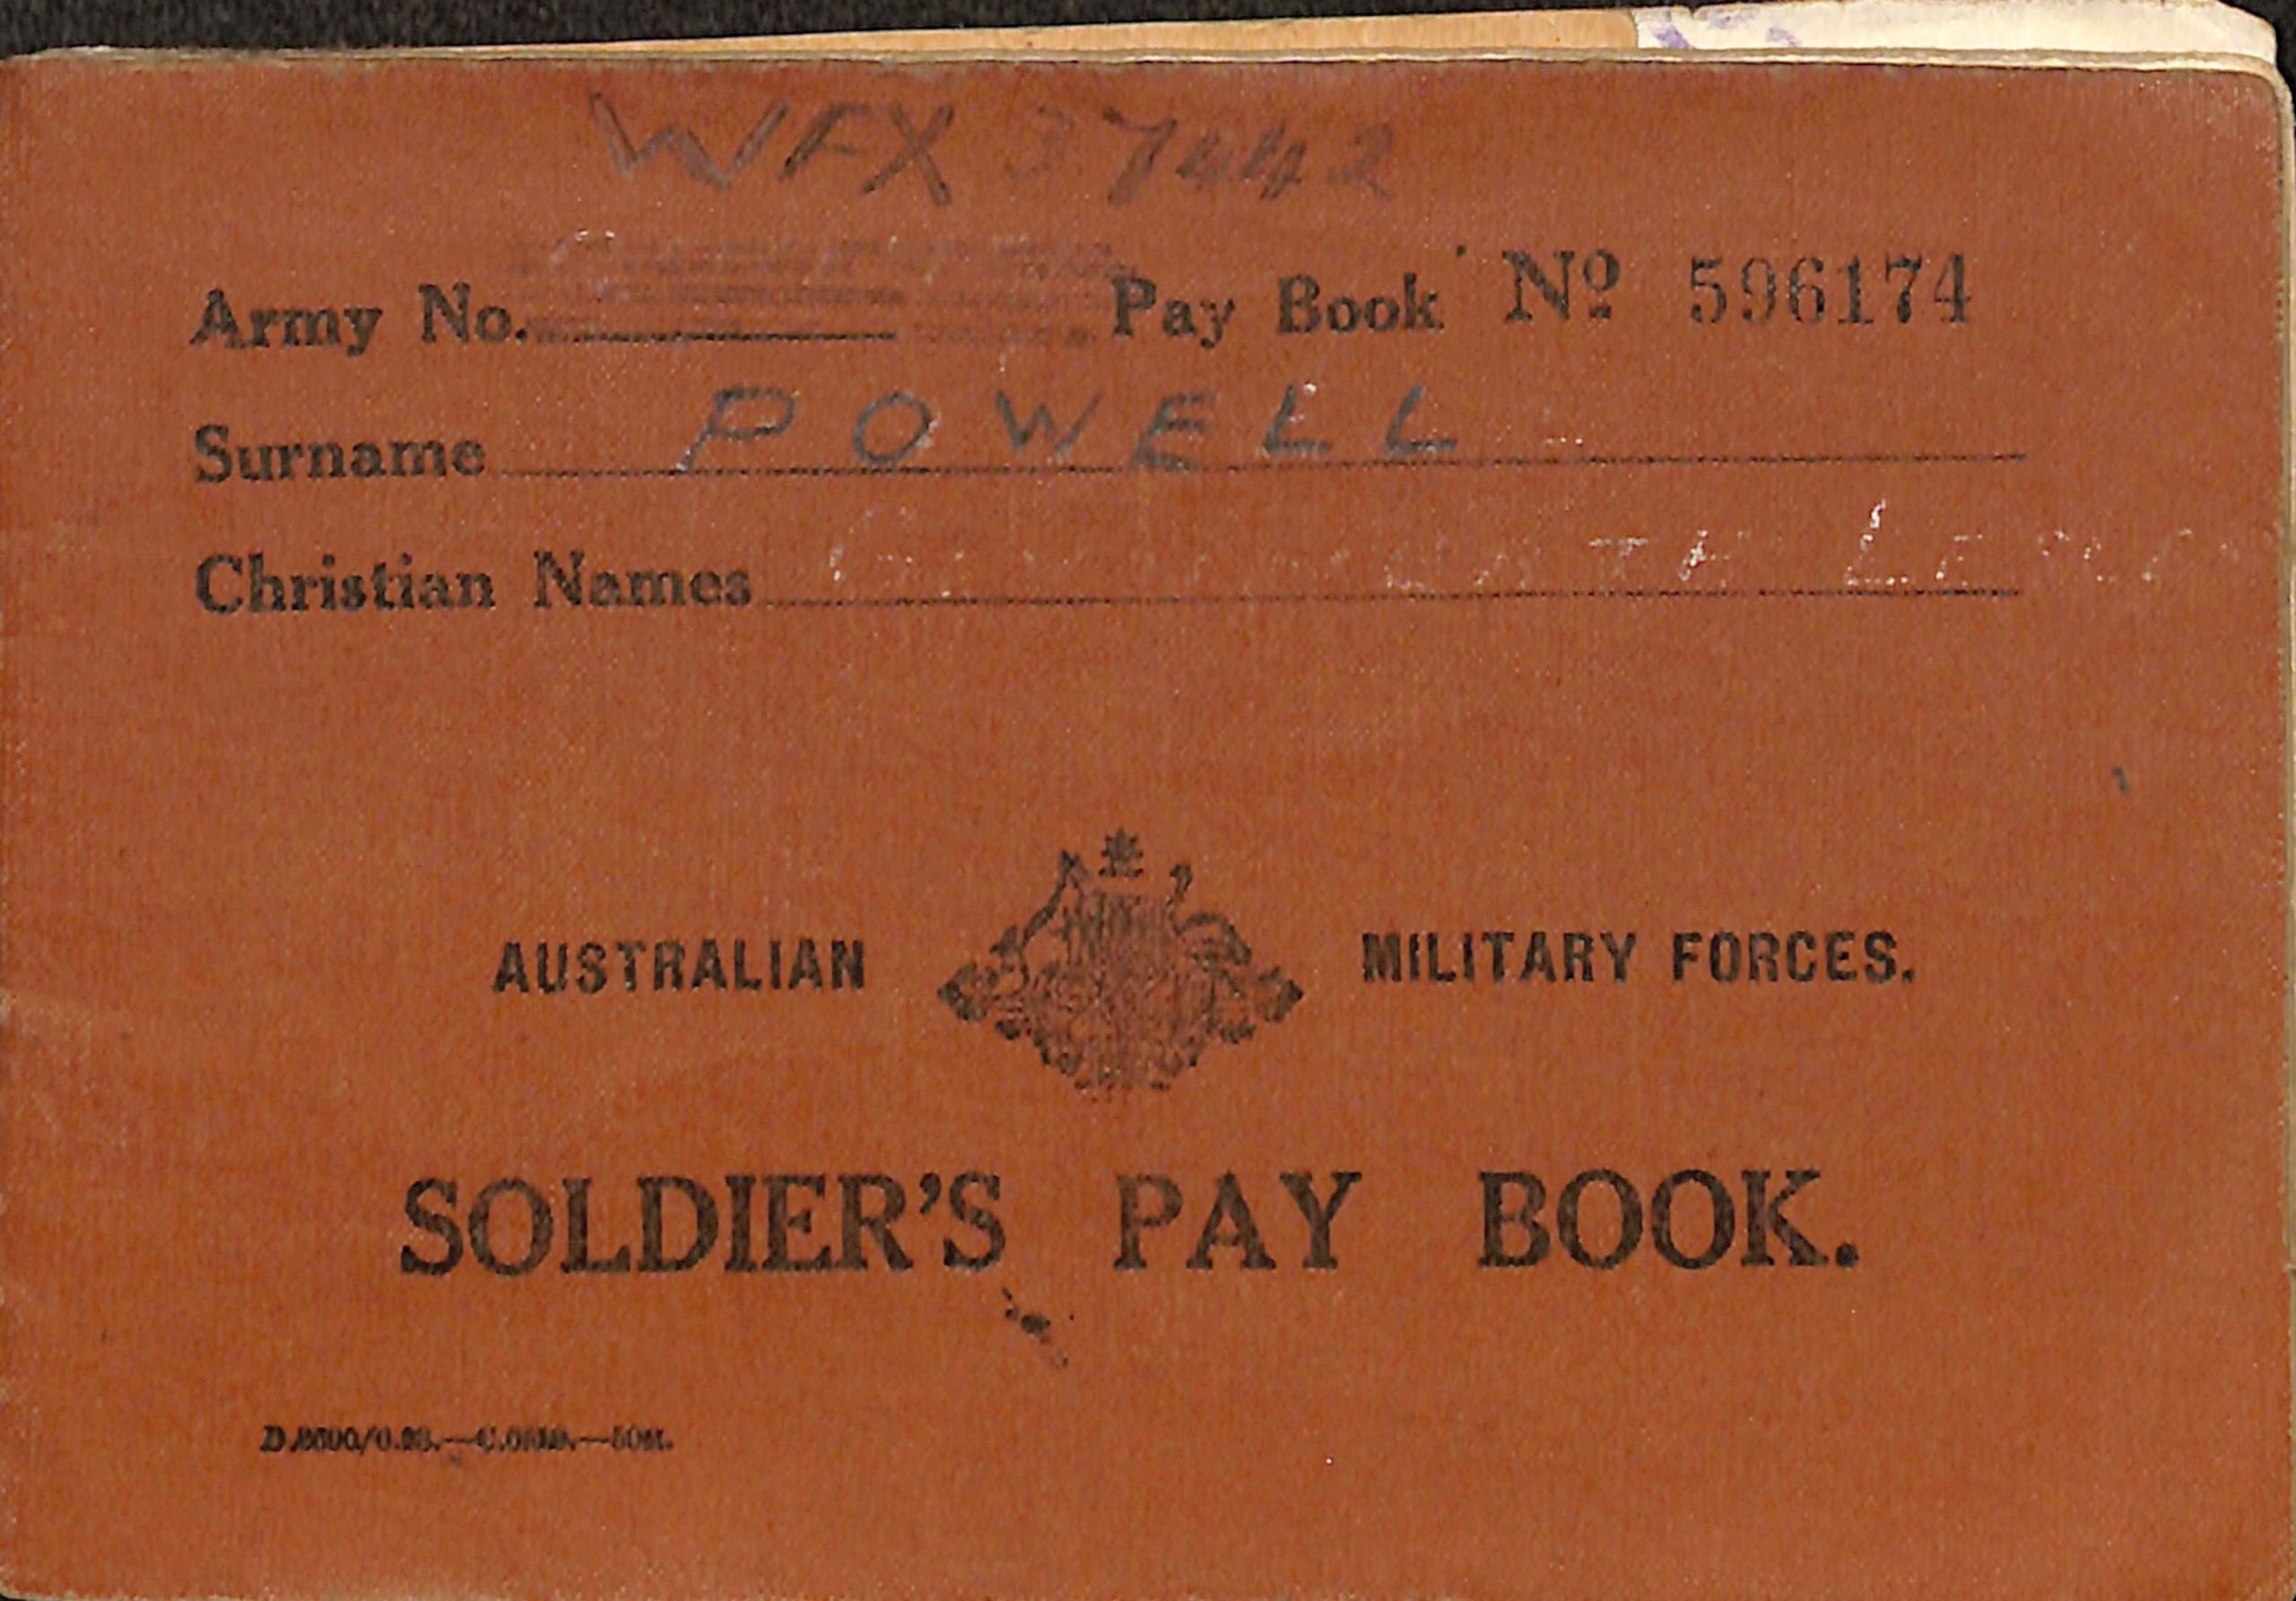 WFX 37442
Army No. Pay Book Nº 596174
Surname POWELL
Christian Names
AUSTRALIAN MILITARY FORCES.
SOLDIER'S PAY BOOK.